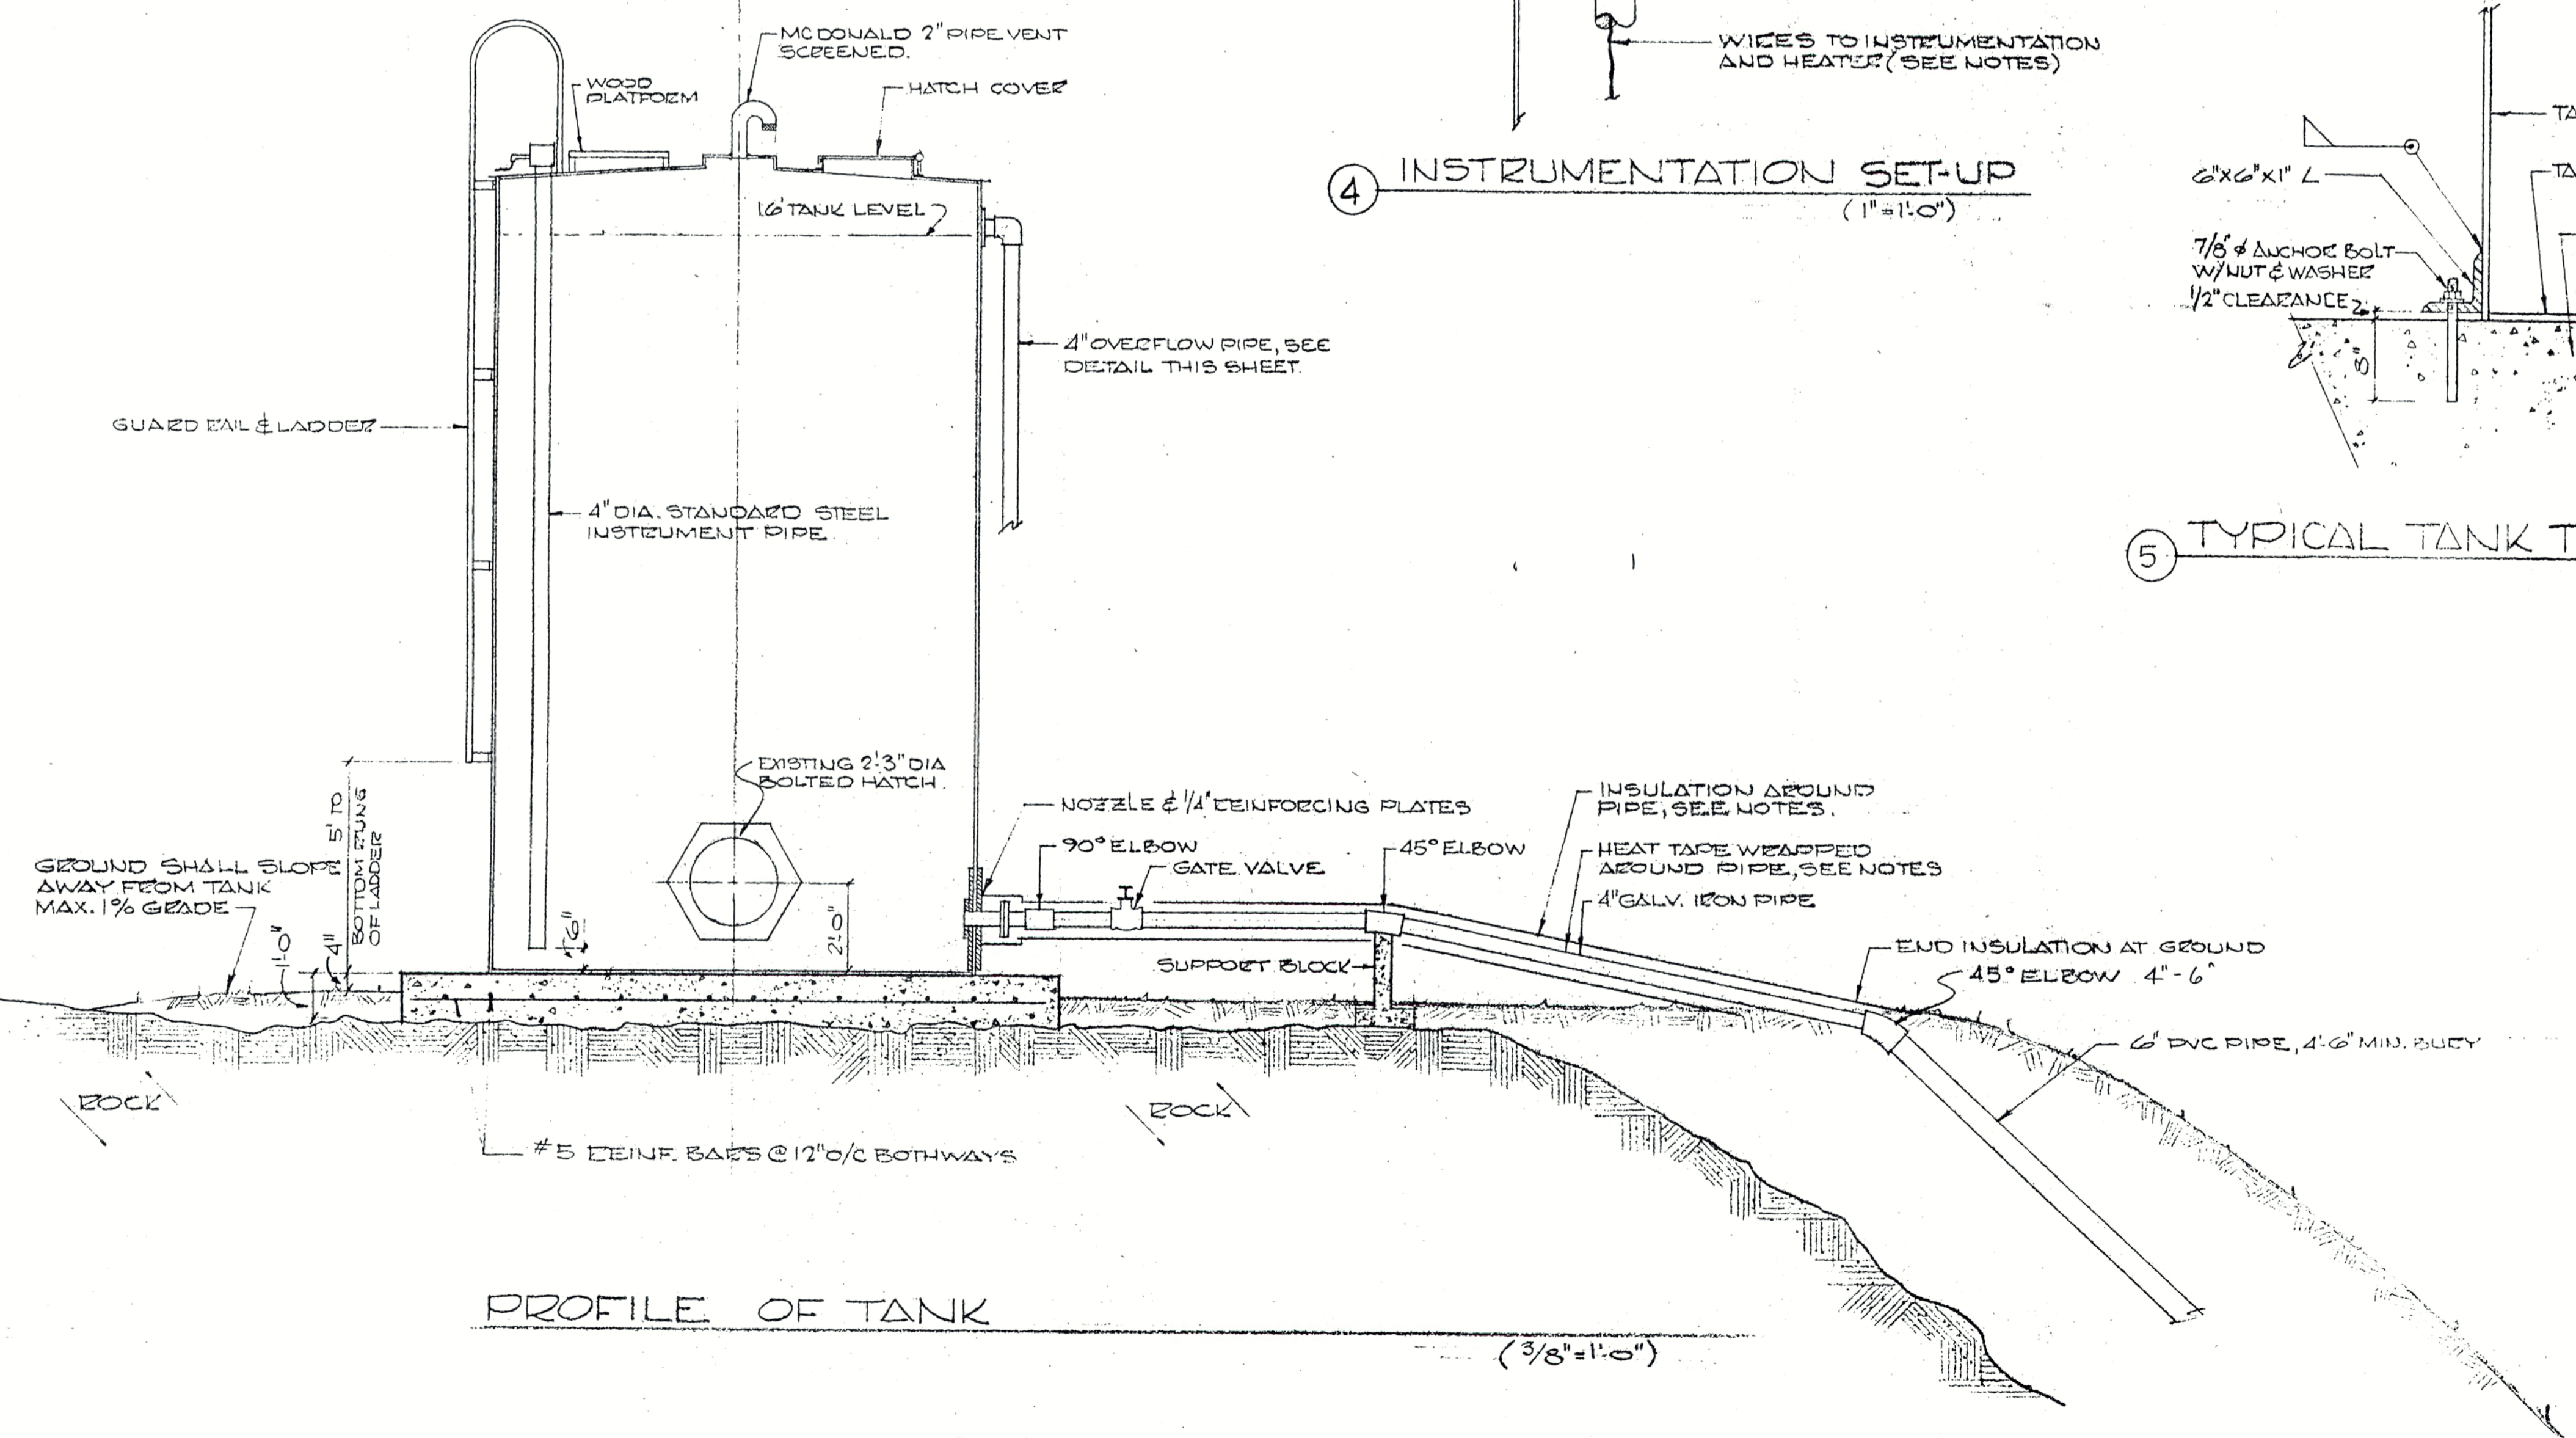 MCDONALD 2" PIPE VENT
SCREENED.
WOOD
PLATFORM
HATCH COVER
16' TANK LEVEL
4" OVERFLOW PIPE, SEE
DETAIL THIS SHEET.
GUARD RAIL & LADDER
4" DIA. STANDARD STEEL
INSTRUMENT PIPE
EXISTING 2'-3" DIA
BOLTED HATCH.
5' TO
BOTTOM RUNG
OF LADDER
GROUND SHALL SLOPE
AWAY FROM TANK
MAX. 1% GRADE
1'-0"
4"
6"
2'-0"
NOZZLE & 1/4" REINFORCING PLATES
90° ELBOW
GATE VALVE
45° ELBOW
SUPPORT BLOCK
INSULATION AROUND
PIPE, SEE NOTES.
HEAT TAPE WRAPPED
AROUND PIPE, SEE NOTES
4" GALV. IRON PIPE
END INSULATION AT GROUND
45° ELBOW 4"-6"
6" PVC PIPE, 4'-6" MIN. BURY
ROCK
ROCK
#5 REINF. BARS @ 12" O/C BOTHWAYS
PROFILE OF TANK
(3/8"=1'-0")
WIRES TO INSTRUMENTATION
AND HEATER (SEE NOTES)
4 INSTRUMENTATION SET-UP
(1"=1'-0")
6"X6"X1" L
7/8" φ ANCHOR BOLT
W/NUT & WASHER
1/2" CLEARANCE
8"
TA
TA
5 TYPICAL TANK T